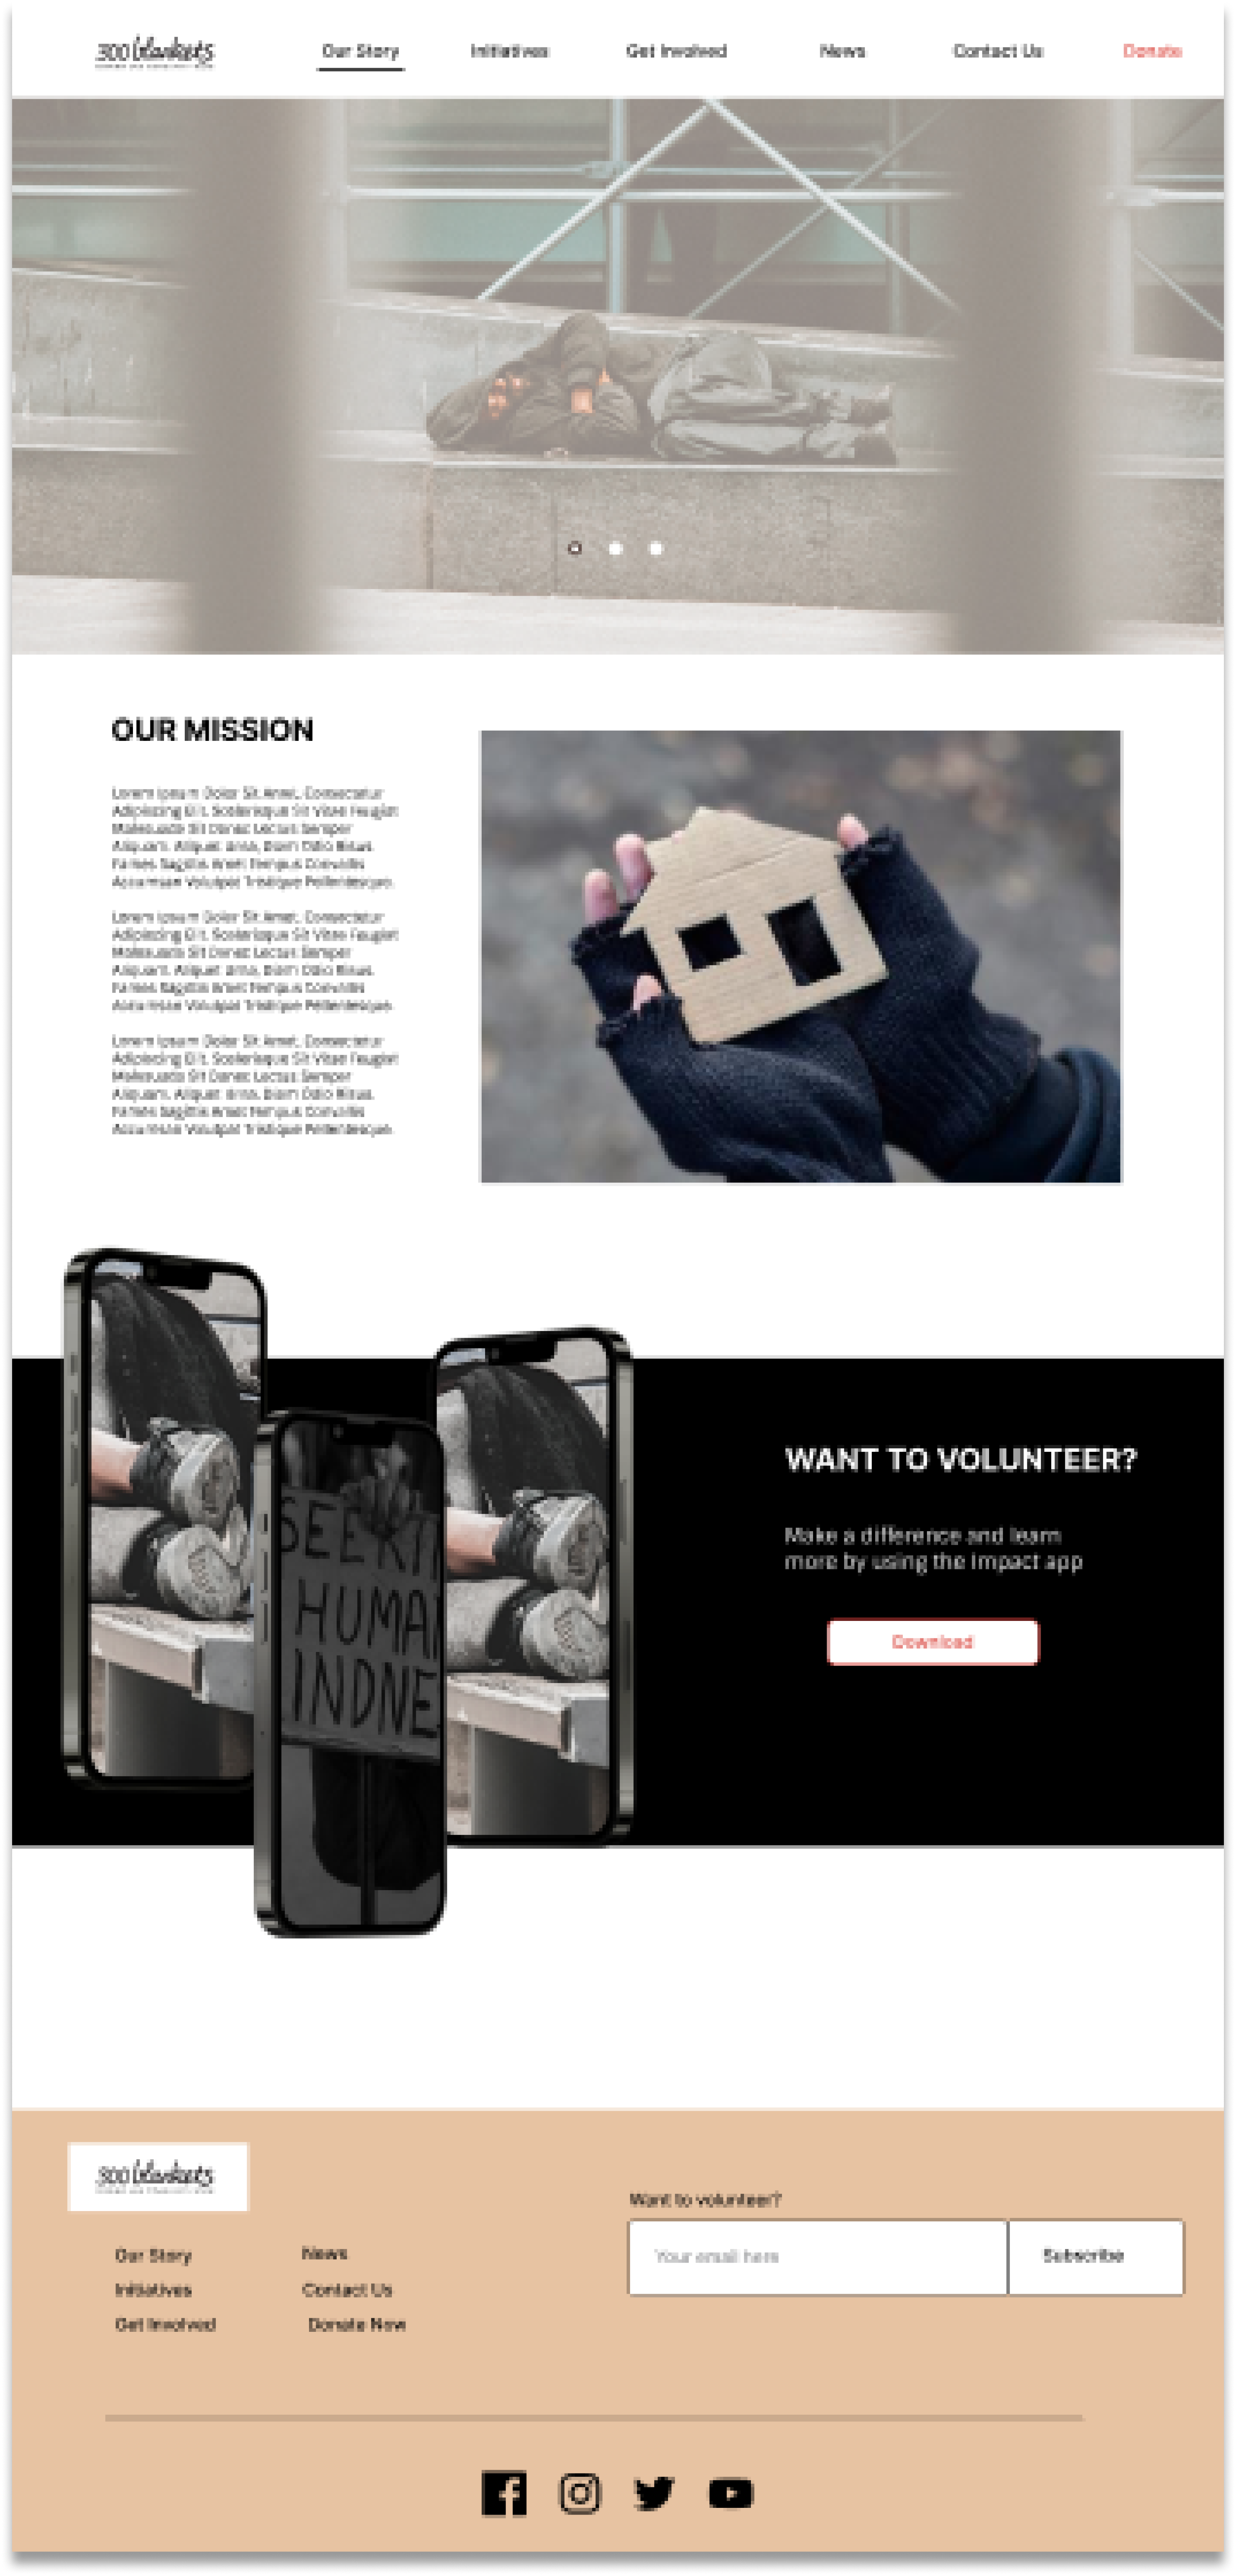 300 blankets
Our Story
Initiatives
Get Involved
News
Contact Us
Donate
OUR MISSION
Lorem Ipsum Dolor Sit Amet, Consectetur
Adipiscing Elit. Scelerisque Sit Vitae Feugiat
Malesuada Sit Donec Lectus Semper
Aliquam. Aliquet Urna, Diam Odio Risus.
Fames Sagittis Amet Tempus Convallis
Accumsan Volutpat Tristique Pellentesque.
Lorem Ipsum Dolor Sit Amet, Consectetur
Adipiscing Elit. Scelerisque Sit Vitae Feugiat
Malesuada Sit Donec Lectus Semper
Aliquam. Aliquet Urna, Diam Odio Risus.
Fames Sagittis Amet Tempus Convallis
Accumsan Volutpat Tristique Pellentesque.
Lorem Ipsum Dolor Sit Amet, Consectetur
Adipiscing Elit. Scelerisque Sit Vitae Feugiat
Malesuada Sit Donec Lectus Semper
Aliquam. Aliquet Urna, Diam Odio Risus.
Fames Sagittis Amet Tempus Convallis
Accumsan Volutpat Tristique Pellentesque.
SEEKI
HUMA
INDNE
WANT TO VOLUNTEER?
Make a difference and learn
more by using the impact app
Download
300 blankets
Our Story
Initiatives
Get Involved
News
Contact Us
Donate Now
Want to volunteer?
Your email here
Subscribe